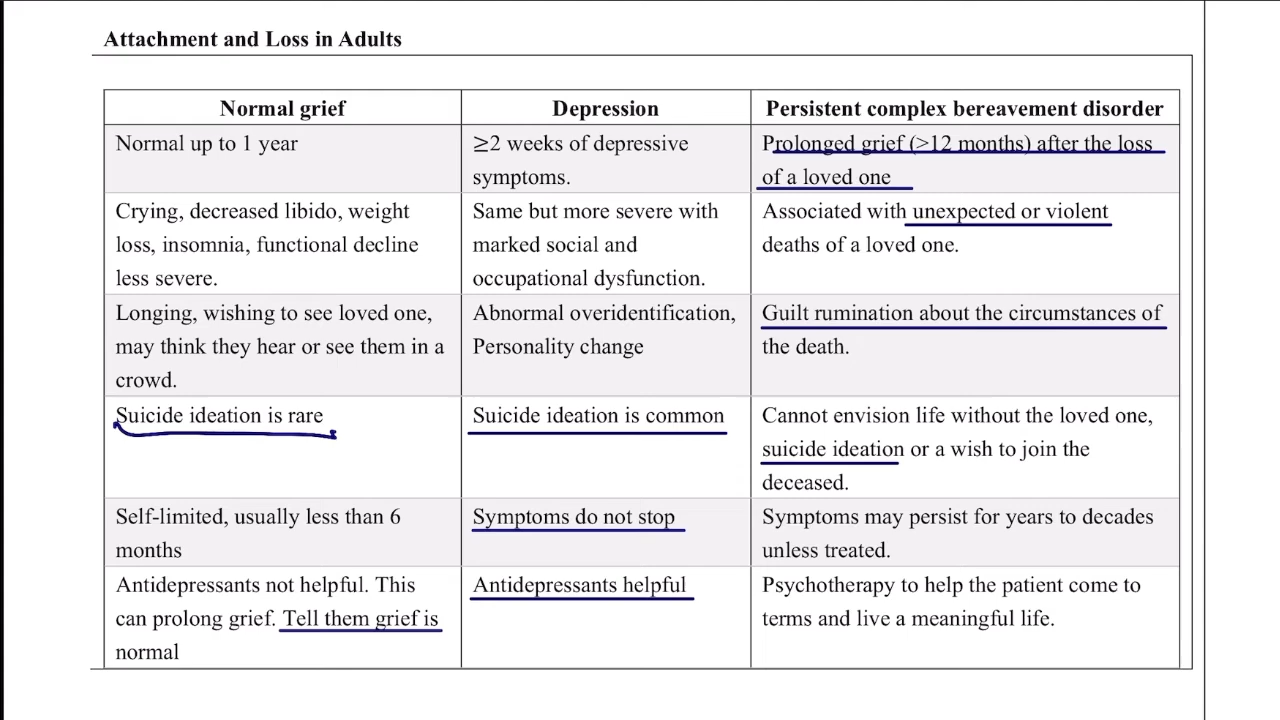 Attachment and Loss in Adults
Normal grief
Depression
Persistent complex bereavement disorder
Normal up to 1 year
≥2 weeks of depressive
symptoms.
Prolonged grief (>12 months) after the loss
of a loved one
Crying, decreased libido, weight
loss, insomnia, functional decline
less severe.
Same but more severe with
marked social and
occupational dysfunction.
Associated with unexpected or violent
deaths of a loved one.
Longing, wishing to see loved one,
may think they hear or see them in a
crowd.
Abnormal overidentification,
Personality change
Guilt rumination about the circumstances of
the death.
Suicide ideation is rare
Suicide ideation is common
Cannot envision life without the loved one,
suicide ideation or a wish to join the
deceased.
Self-limited, usually less than 6
months
Symptoms do not stop
Symptoms may persist for years to decades
unless treated.
Antidepressants not helpful. This
can prolong grief. Tell them grief is
normal
Antidepressants helpful
Psychotherapy to help the patient come to
terms and live a meaningful life.